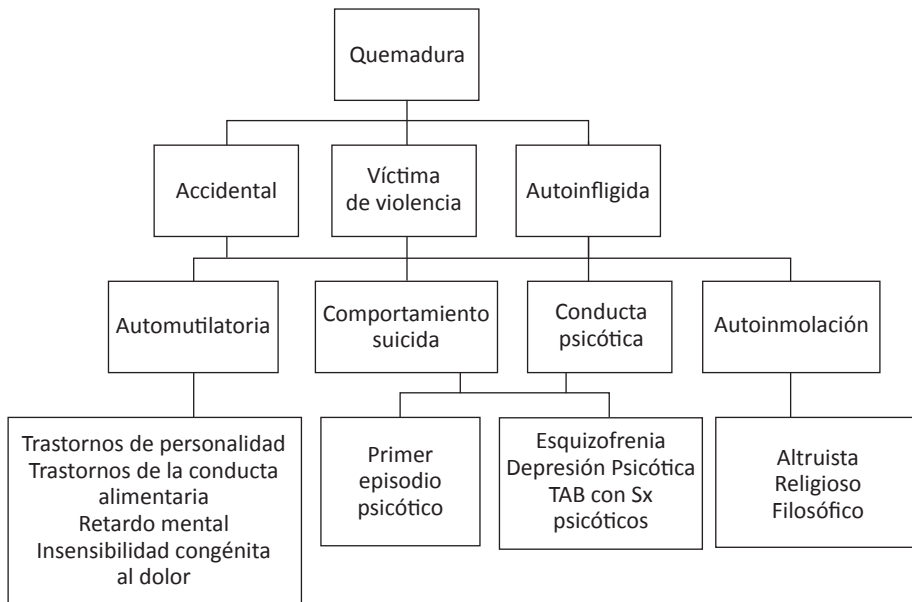 Quemadura
Accidental
Víctima
de violencia
Autoinfligida
Automutilatoria
Comportamiento
suicida
Conducta
psicótica
Autoinmolación
Trastornos de personalidad
Trastornos de la conducta
alimentaria
Retardo mental
Insensibilidad congénita
al dolor
Primer
episodio
psicótico
Esquizofrenia
Depresión Psicótica
TAB con Sx
psicóticos
Altruista
Religioso
Filosófico